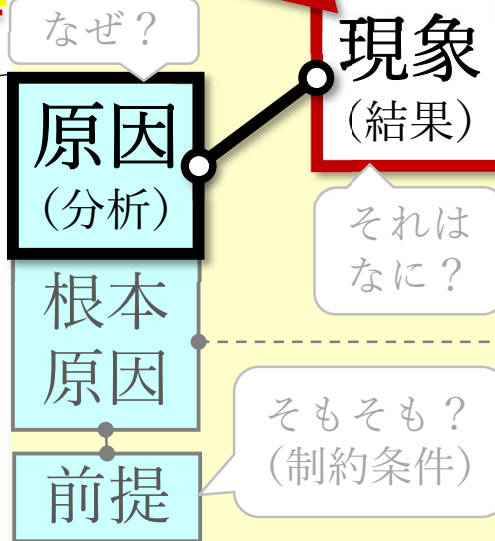 なぜ？
現象
（結果）
原因
（分析）
それは
なに？
根本
原因
そもそも？
（制約条件）
前提